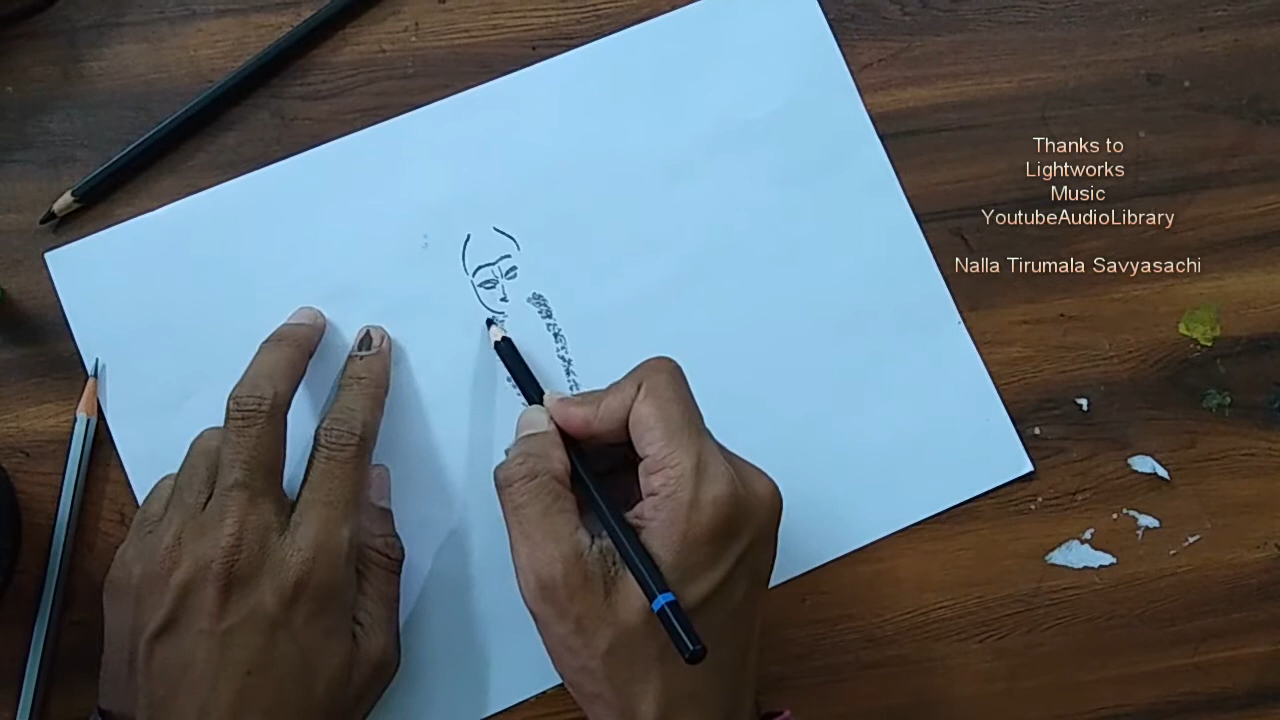 Thanks to
Lightworks
Music
YoutubeAudioLibrary
Nalla Tirumala Savyasachi